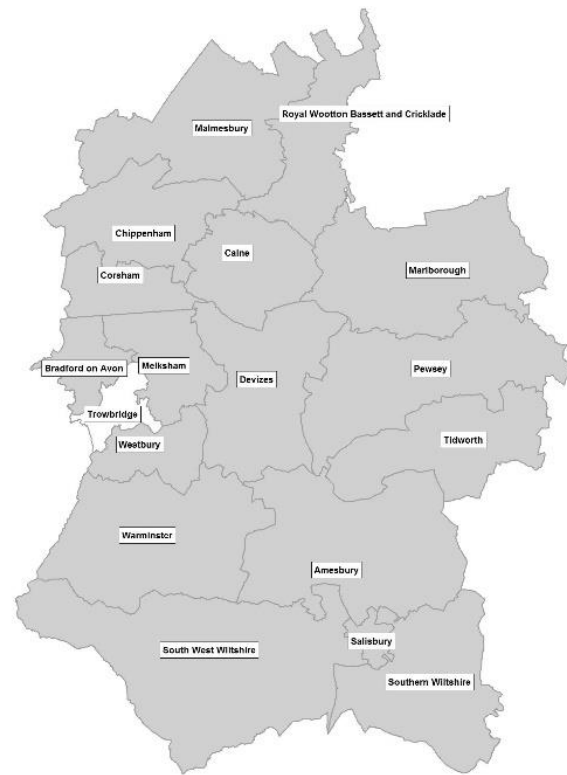 Royal Wootton Bassett and Cricklade
Malmesbury
Chippenham
Calne
Marlborough
Corsham
Bradford on Avon
Melksham
Devizes
Pewsey
Trowbridge
Westbury
Tidworth
Warminster
Amesbury
Salisbury
South West Wiltshire
Southern Wiltshire